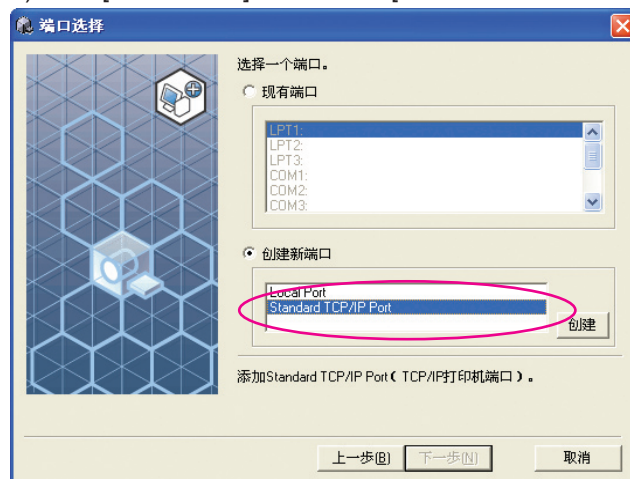 端口选择
选择一个端口。
现有端口
LPT1:
LPT2:
LPT3:
COM1:
COM2:
COM3:
创建新端口
Local Port
Standard TCP/IP Port
创建
添加Standard TCP/IP Port（TCP/IP打印机端口）。
上一步(B) 下一步(N) 取消